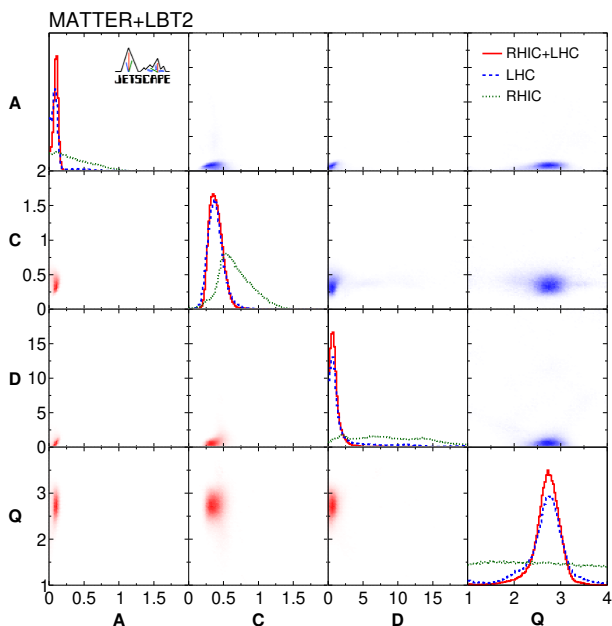 MATTER+LBT2
JETSCAPE
RHIC+LHC
LHC
RHIC
A
2
C
1.5
1
0.5
0
D
15
10
5
0
Q
3
2
1
0 0.5 1 1.5 0 0.5 1 1.5 0 5 10 15 1 2 3 4
A C D Q